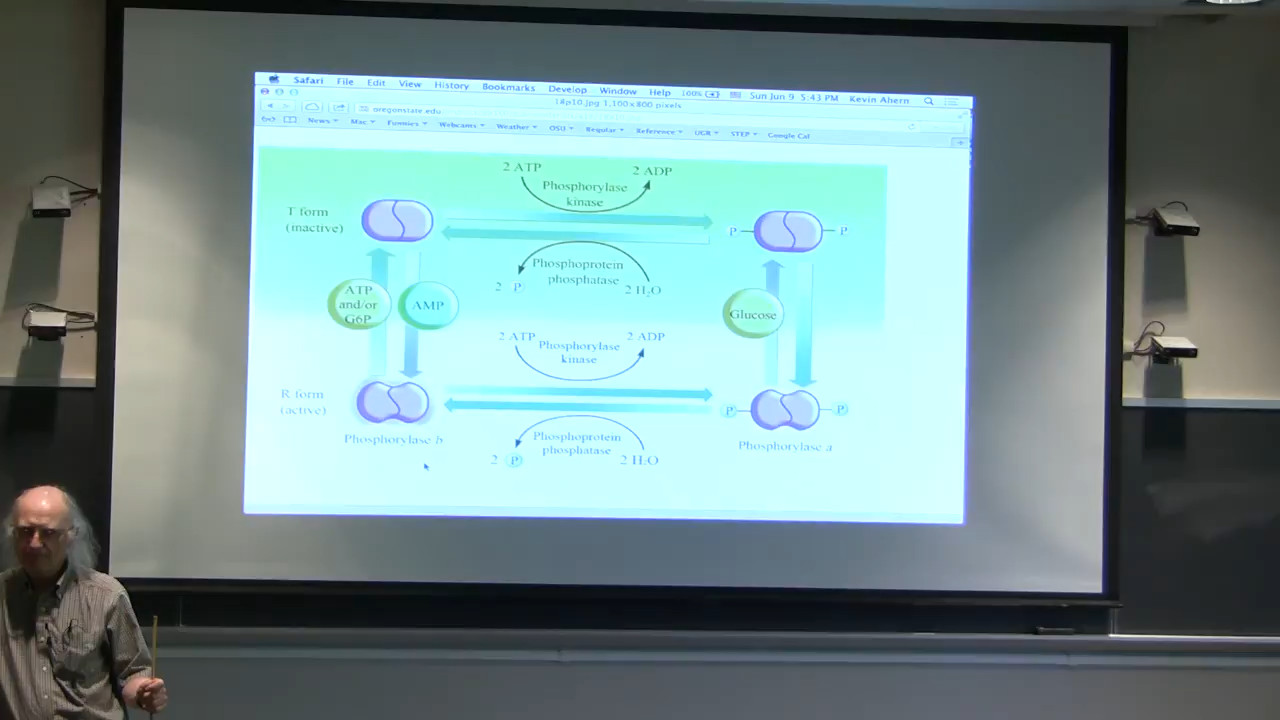 Safari File Edit View History Bookmarks Develop Window Help 100% Sun Jun 9 5:43 PM Kevin Ahern
18p10.jpg 1,100×800 pixels
oregonstate.edu
News Mac Funnies Webcams Weather OSU Regular Reference UGR STEP Google Cal
2 ATP 2 ADP
Phosphorylase
kinase
T form
(inactive)
P P
Phosphoprotein
phosphatase
2 P 2 H₂O
ATP
and/or
G6P
AMP
Glucose
2 ATP 2 ADP
Phosphorylase
kinase
R form
(active)
P P
Phosphorylase b
Phosphorylase a
Phosphoprotein
phosphatase
2 P 2 H₂O